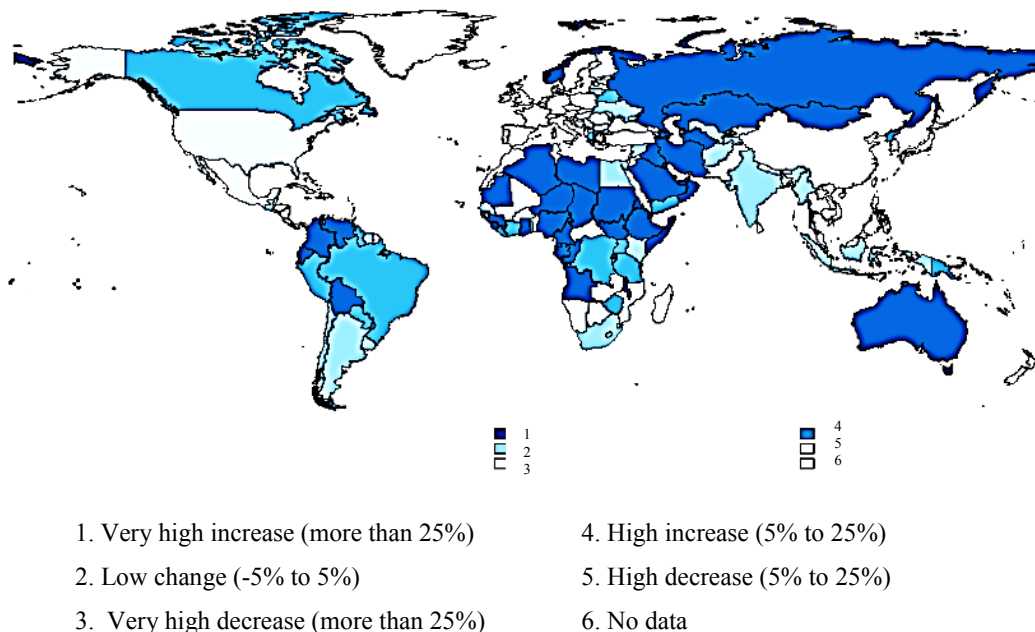 1
2
3
4
5
6
1. Very high increase (more than 25%)
2. Low change (-5% to 5%)
3. Very high decrease (more than 25%)
4. High increase (5% to 25%)
5. High decrease (5% to 25%)
6. No data